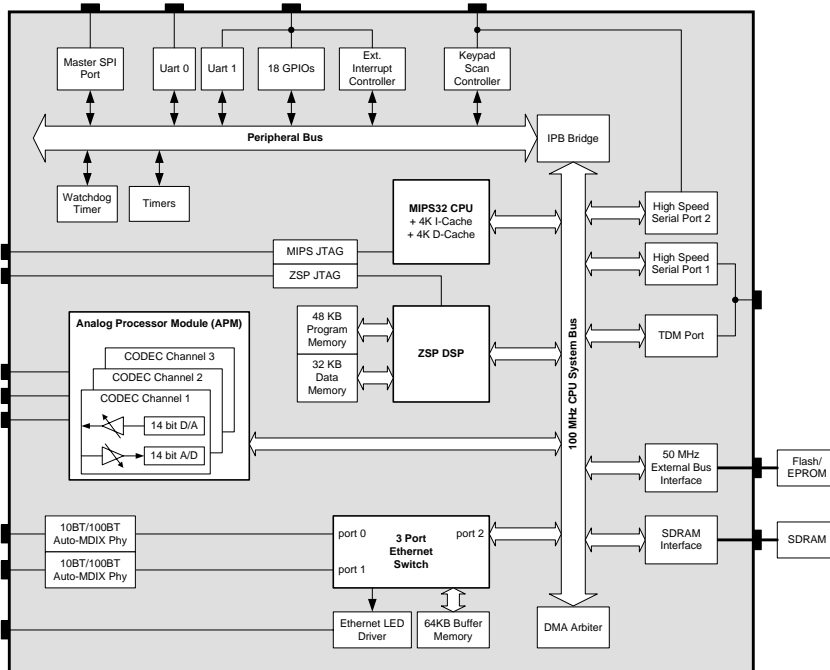 Master SPI
Port
Uart 0
Uart 1
18 GPIOs
Ext.
Interrupt
Controller
Keypad
Scan
Controller
Peripheral Bus
IPB Bridge
Watchdog
Timer
Timers
MIPS32 CPU
+ 4K I-Cache
+ 4K D-Cache
High Speed
Serial Port 2
MIPS JTAG
ZSP JTAG
High Speed
Serial Port 1
Analog Processor Module (APM)
CODEC Channel 3
CODEC Channel 2
CODEC Channel 1
14 bit D/A
14 bit A/D
48 KB
Program
Memory
32 KB
Data
Memory
ZSP DSP
TDM Port
100 MHz CPU System Bus
50 MHz
External Bus
Interface
Flash/
EPROM
10BT/100BT
Auto-MDIX Phy
10BT/100BT
Auto-MDIX Phy
port 0
port 1
3 Port
Ethernet
Switch
port 2
SDRAM
Interface
SDRAM
Ethernet LED
Driver
64KB Buffer
Memory
DMA Arbiter